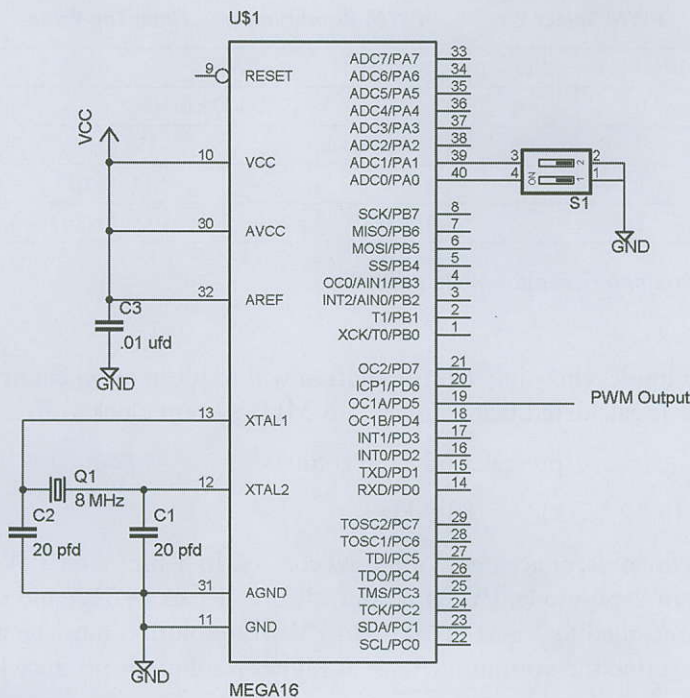 U$1
9
RESET
VCC
10
VCC
30
AVCC
32
AREF
C3
.01 ufd
GND
13
XTAL1
Q1
8 MHz
12
XTAL2
C2
20 pfd
C1
20 pfd
31
AGND
11
GND
GND
MEGA16
ADC7/PA7 33
ADC6/PA6 34
ADC5/PA5 35
ADC4/PA4 36
ADC3/PA3 37
ADC2/PA2 38
ADC1/PA1 39
ADC0/PA0 40
3 2 2
4 ON 1 1
S1
GND
SCK/PB7 8
MISO/PB6 7
MOSI/PB5 6
SS/PB4 5
OC0/AIN1/PB3 4
INT2/AIN0/PB2 3
T1/PB1 2
XCK/T0/PB0 1
OC2/PD7 21
ICP1/PD6 20
OC1A/PD5 19 PWM Output
OC1B/PD4 18
INT1/PD3 17
INT0/PD2 16
TXD/PD1 15
RXD/PD0 14
TOSC2/PC7 29
TOSC1/PC6 28
TDI/PC5 27
TDO/PC4 26
TMS/PC3 25
TCK/PC2 24
SDA/PC1 23
SCL/PC0 22